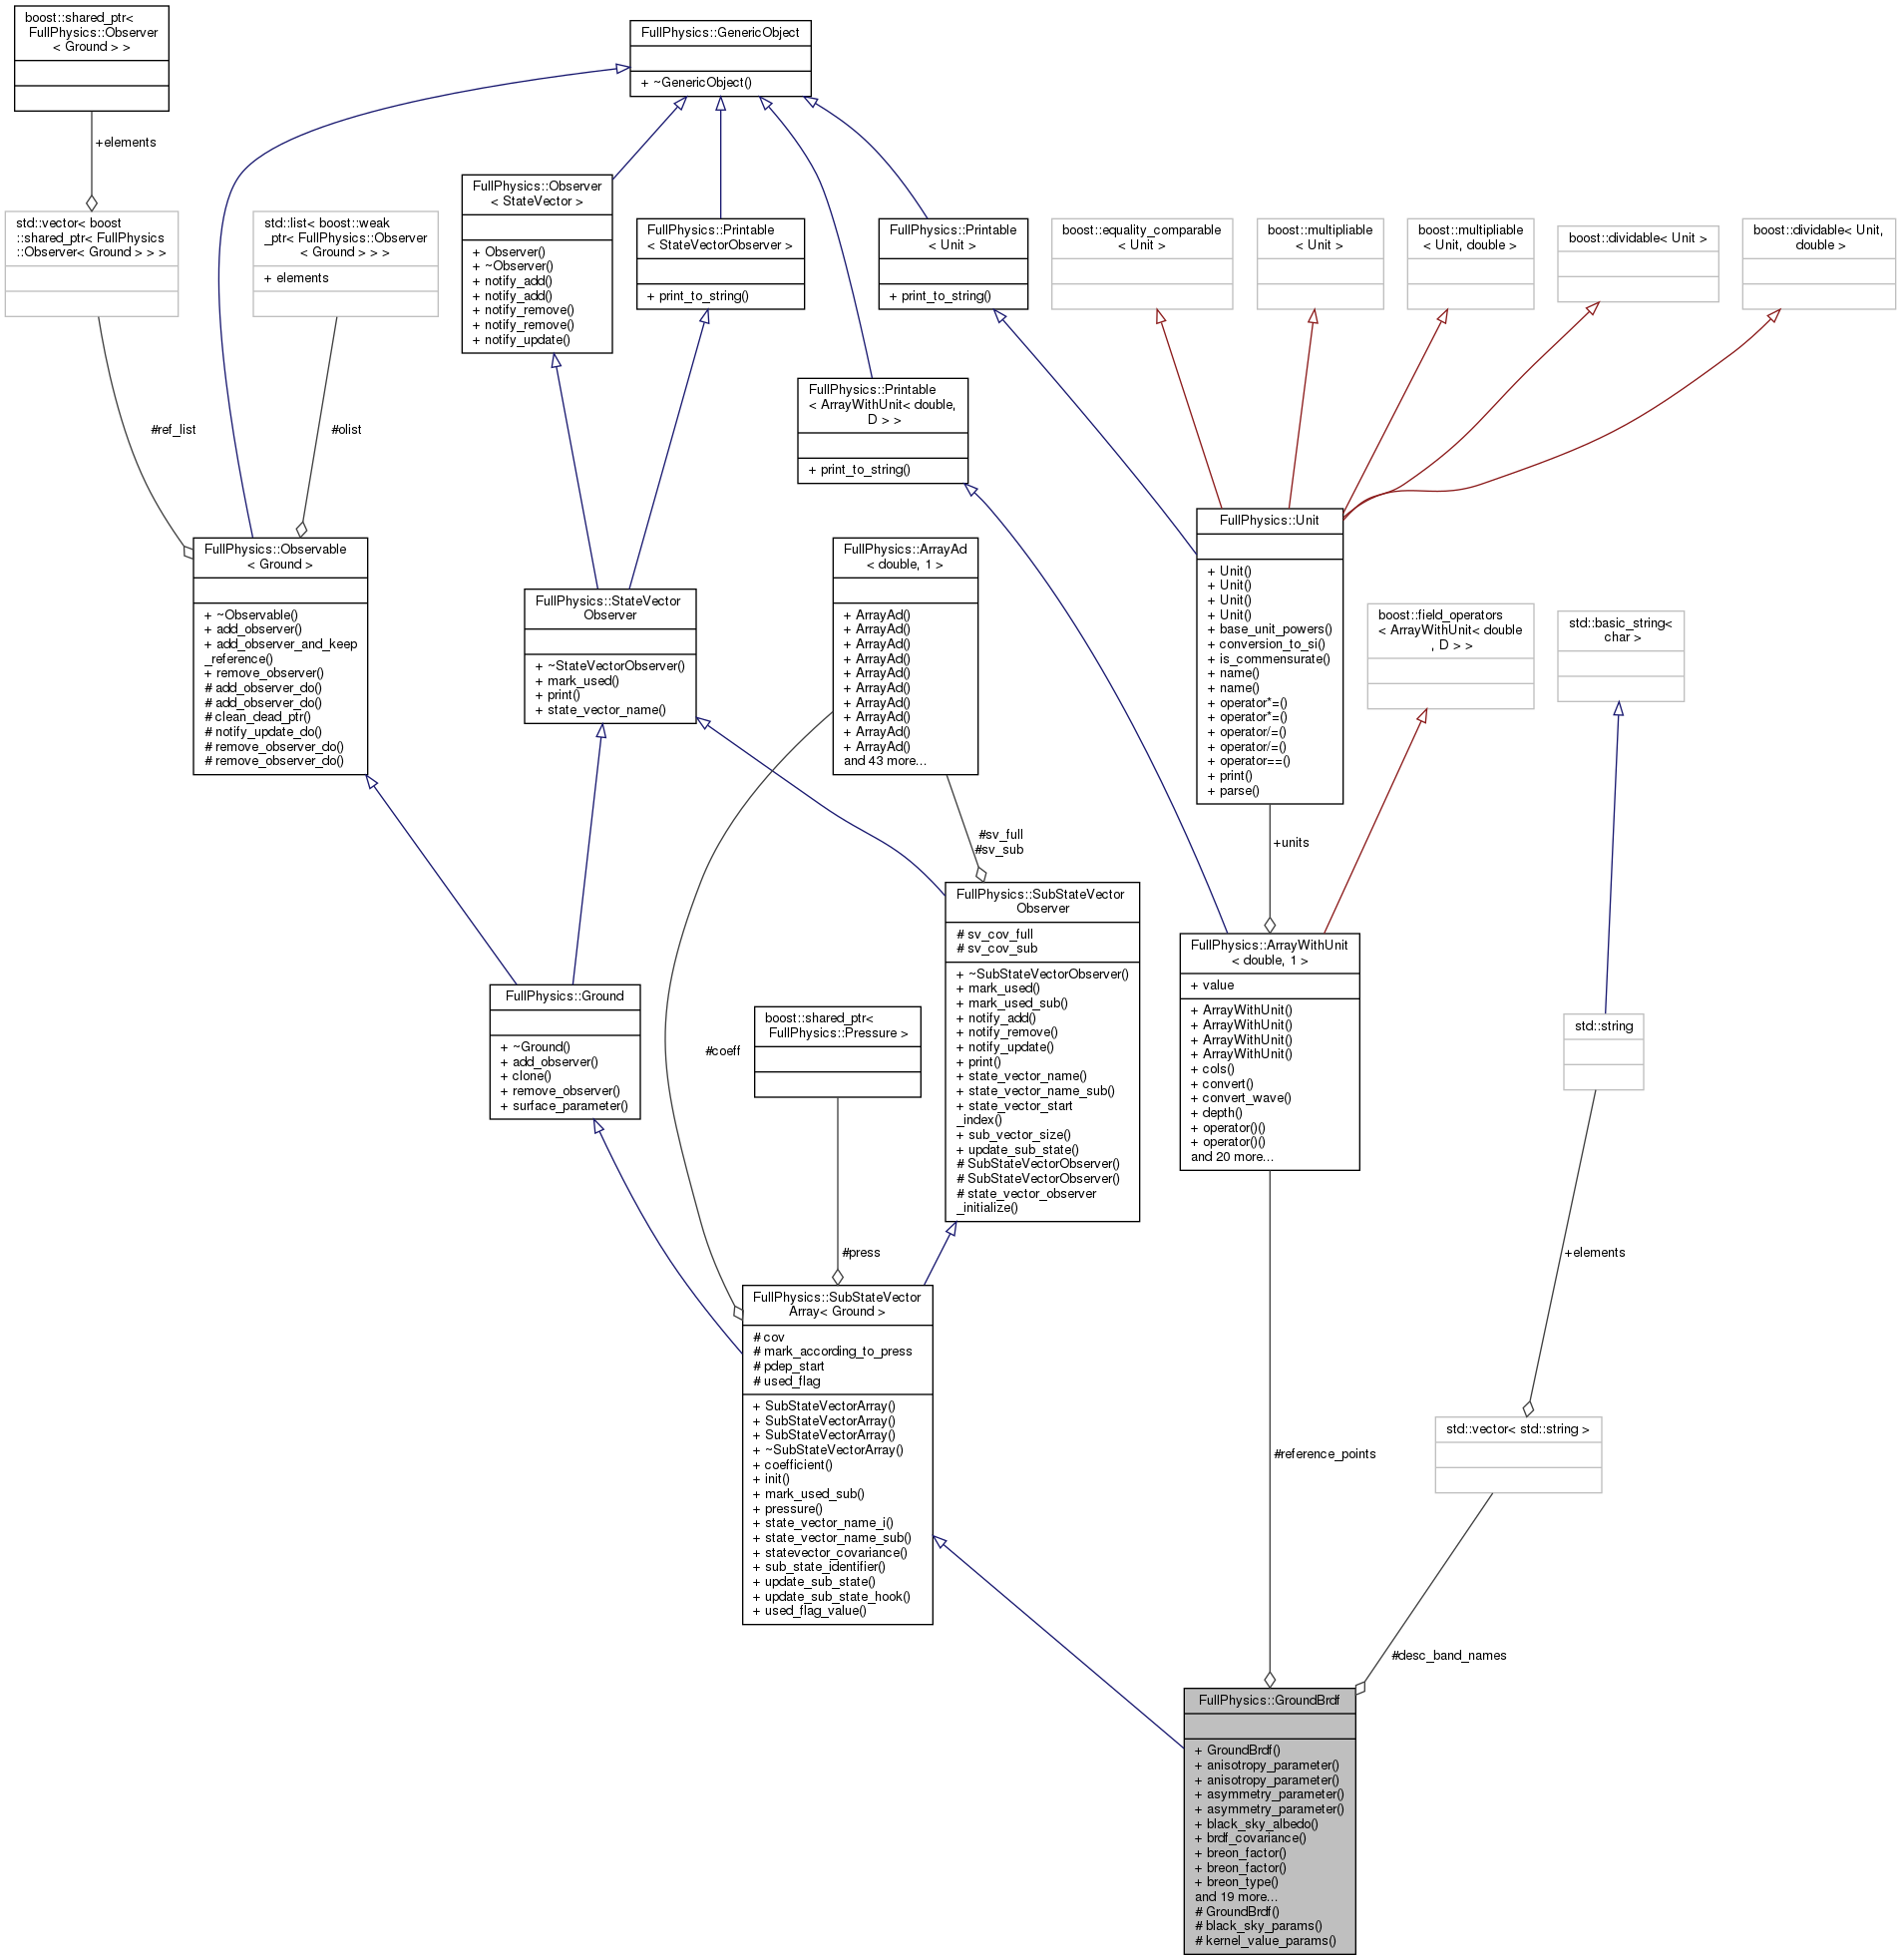 boost::shared_ptr<
FullPhysics::Observer
< Ground > >
+elements
std::vector< boost
::shared_ptr< FullPhysics
::Observer< Ground > > >
std::list< boost::weak
_ptr< FullPhysics::Observer
< Ground > > >
+ elements
#ref_list
#olist
FullPhysics::GenericObject
+ ~GenericObject()
FullPhysics::Observer
< StateVector >
+ Observer()
+ ~Observer()
+ notify_add()
+ notify_add()
+ notify_remove()
+ notify_remove()
+ notify_update()
FullPhysics::Printable
< StateVectorObserver >
+ print_to_string()
FullPhysics::Printable
< Unit >
+ print_to_string()
boost::equality_comparable
< Unit >
boost::multipliable
< Unit >
boost::multipliable
< Unit, double >
boost::dividable< Unit >
boost::dividable< Unit,
double >
FullPhysics::Printable
< ArrayWithUnit< double,
D > >
+ print_to_string()
FullPhysics::Observable
< Ground >
+ ~Observable()
+ add_observer()
+ add_observer_and_keep
_reference()
+ remove_observer()
# add_observer_do()
# add_observer_do()
# clean_dead_ptr()
# notify_update_do()
# remove_observer_do()
# remove_observer_do()
FullPhysics::StateVector
Observer
+ ~StateVectorObserver()
+ mark_used()
+ print()
+ state_vector_name()
FullPhysics::ArrayAd
< double, 1 >
+ ArrayAd()
+ ArrayAd()
+ ArrayAd()
+ ArrayAd()
+ ArrayAd()
+ ArrayAd()
+ ArrayAd()
+ ArrayAd()
+ ArrayAd()
+ ArrayAd()
and 43 more...
FullPhysics::Unit
+ Unit()
+ Unit()
+ Unit()
+ Unit()
+ base_unit_powers()
+ conversion_to_si()
+ is_commensurate()
+ name()
+ name()
+ operator*=()
+ operator*=()
+ operator/=()
+ operator/=()
+ operator==()
+ print()
+ parse()
boost::field_operators
< ArrayWithUnit< double
, D > >
std::basic_string<
char >
#sv_full
#sv_sub
+units
FullPhysics::SubStateVector
Observer
# sv_cov_full
# sv_cov_sub
+ ~SubStateVectorObserver()
+ mark_used()
+ mark_used_sub()
+ notify_add()
+ notify_remove()
+ notify_update()
+ print()
+ state_vector_name()
+ state_vector_name_sub()
+ state_vector_start
_index()
+ sub_vector_size()
+ update_sub_state()
# SubStateVectorObserver()
# SubStateVectorObserver()
# state_vector_observer
_initialize()
FullPhysics::ArrayWithUnit
< double, 1 >
+ value
+ ArrayWithUnit()
+ ArrayWithUnit()
+ ArrayWithUnit()
+ ArrayWithUnit()
+ cols()
+ convert()
+ convert_wave()
+ depth()
+ operator()()
+ operator()()
and 20 more...
FullPhysics::Ground
+ ~Ground()
+ add_observer()
+ clone()
+ remove_observer()
+ surface_parameter()
#coeff
boost::shared_ptr<
FullPhysics::Pressure >
std::string
#press
+elements
FullPhysics::SubStateVector
Array< Ground >
# cov
# mark_according_to_press
# pdep_start
# used_flag
+ SubStateVectorArray()
+ SubStateVectorArray()
+ SubStateVectorArray()
+ ~SubStateVectorArray()
+ coefficient()
+ init()
+ mark_used_sub()
+ pressure()
+ state_vector_name_i()
+ state_vector_name_sub()
+ statevector_covariance()
+ sub_state_identifier()
+ update_sub_state()
+ update_sub_state_hook()
+ used_flag_value()
std::vector< std::string >
#reference_points
#desc_band_names
FullPhysics::GroundBrdf
+ GroundBrdf()
+ anisotropy_parameter()
+ anisotropy_parameter()
+ asymmetry_parameter()
+ asymmetry_parameter()
+ black_sky_albedo()
+ brdf_covariance()
+ breon_factor()
+ breon_factor()
+ breon_type()
and 19 more...
# GroundBrdf()
# black_sky_params()
# kernel_value_params()